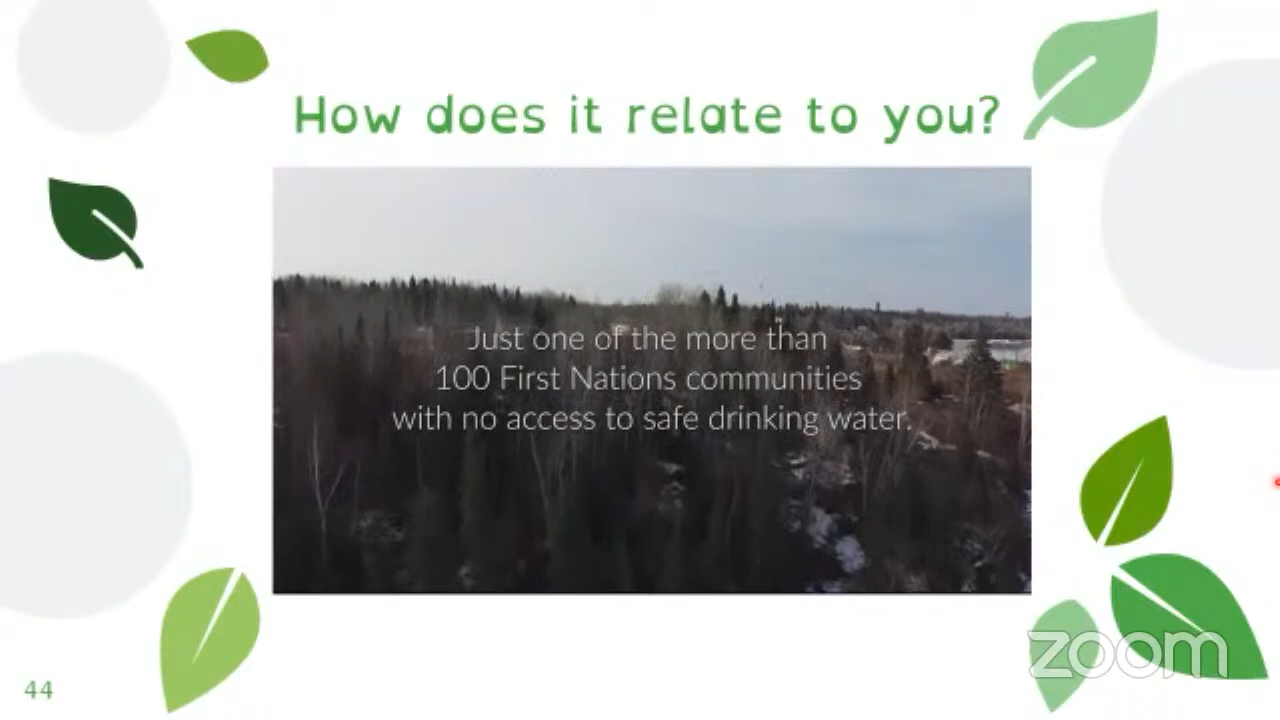 How does it relate to you?
Just one of the more than
100 First Nations communities
with no access to safe drinking water.
zoom
44